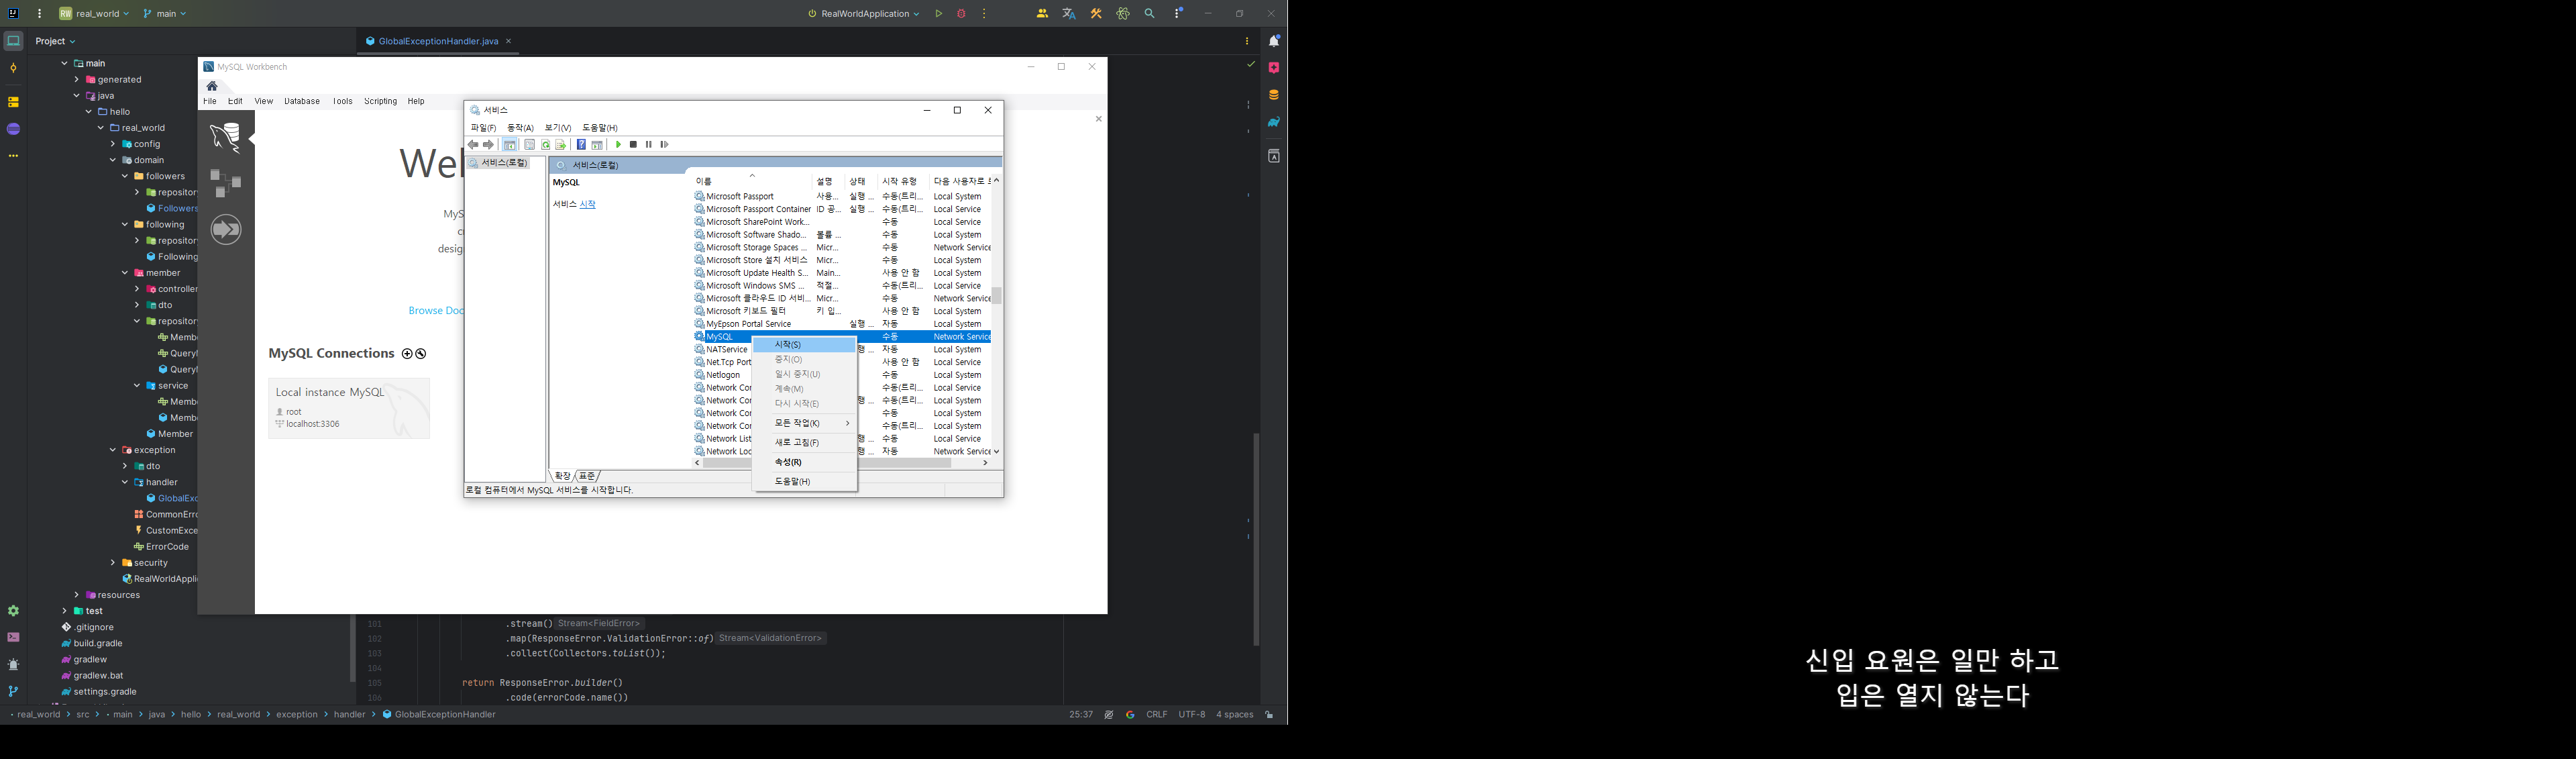 RW real_world
main
RealWorldApplication
Project
GlobalExceptionHandler.java
main
generated
java
hello
real_world
config
domain
followers
repository
Followers
following
repository
Following
member
controller
dto
repository
service
Member
exception
dto
handler
GlobalExc
CommonErro
CustomExce
ErrorCode
security
RealWorldAppli
resources
test
.gitignore
build.gradle
gradlew
gradlew.bat
settings.gradle
MySQL Workbench
File Edit View Database Tools Scripting Help
Wel
MyS
desig
Browse Doc
MySQL Connections
Local instance MySQL
root
localhost:3306
서비스
파일(F) 동작(A) 보기(V) 도움말(H)
서비스(로컬)
서비스(로컬)
MySQL
서비스 시작
이름 설명 상태 시작 유형 다음 사용자로
Microsoft Passport 사용... 실행 ... 수동(트리... Local System
Microsoft Passport Container ID 공... 실행 ... 수동(트리... Local Service
Microsoft SharePoint Work... 수동 Local Service
Microsoft Software Shado... 볼륨 ... 수동 Local System
Microsoft Storage Spaces ... Micr... 수동 Network Service
Microsoft Store 설치 서비스 Micr... 수동 Local System
Microsoft Update Health S... Main... 사용 안 함 Local System
Microsoft Windows SMS ... 적절... 수동(트리... Local System
Microsoft 클라우드 ID 서비... Micr... 수동 Network Service
Microsoft 키보드 필터 키 입... 사용 안 함 Local System
MyEpson Portal Service 실행 ... 자동 Local System
MySQL 수동 Network Service
NATService 행 ... 자동 Local System
Net.Tcp Port 사용 안 함 Local Service
Netlogon 수동 Local System
Network Cor 수동(트리... Local Service
Network Cor 행 ... 수동(트리... Local System
Network Cor 수동 Local System
Network Cor 수동(트리... Local System
Network List 행 ... 수동 Local Service
Network Loc 행 ... 자동 Network Service
시작(S)
중지(O)
일시 중지(U)
계속(M)
다시 시작(E)
모든 작업(K)
새로 고침(F)
속성(R)
도움말(H)
확장 표준
로컬 컴퓨터에서 MySQL 서비스를 시작합니다.
101 .stream() Stream<FieldError>
102 .map(ResponseError.ValidationError::of) Stream<ValidationError>
103 .collect(Collectors.toList());
104
105 return ResponseError.builder()
106 .code(errorCode.name())
real_world > src > main > java > hello > real_world > exception > handler > GlobalExceptionHandler
25:37 CRLF UTF-8 4 spaces
신입 요원은 일만 하고
입은 열지 않는다